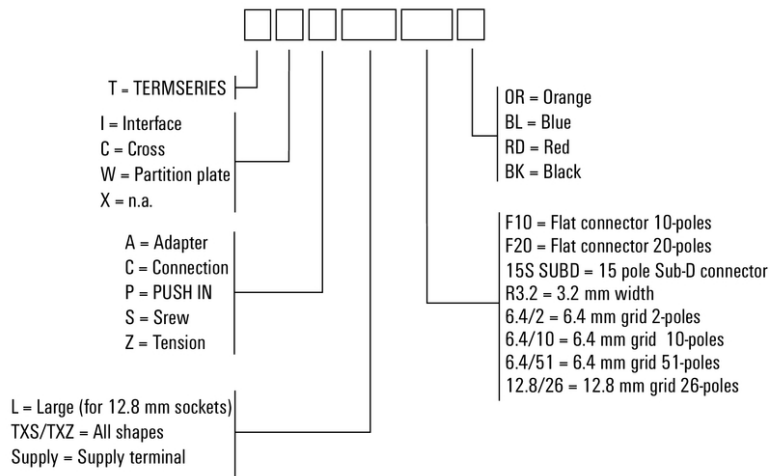 T = TERMSERIES
I = Interface
C = Cross
W = Partition plate
X = n.a.
A = Adapter
C = Connection
P = PUSH IN
S = Srew
Z = Tension
L = Large (for 12.8 mm sockets)
TXS/TXZ = All shapes
Supply = Supply terminal
OR = Orange
BL = Blue
RD = Red
BK = Black
F10 = Flat connector 10-poles
F20 = Flat connector 20-poles
15S SUBD = 15 pole Sub-D connector
R3.2 = 3.2 mm width
6.4/2 = 6.4 mm grid 2-poles
6.4/10 = 6.4 mm grid 10-poles
6.4/51 = 6.4 mm grid 51-poles
12.8/26 = 12.8 mm grid 26-poles